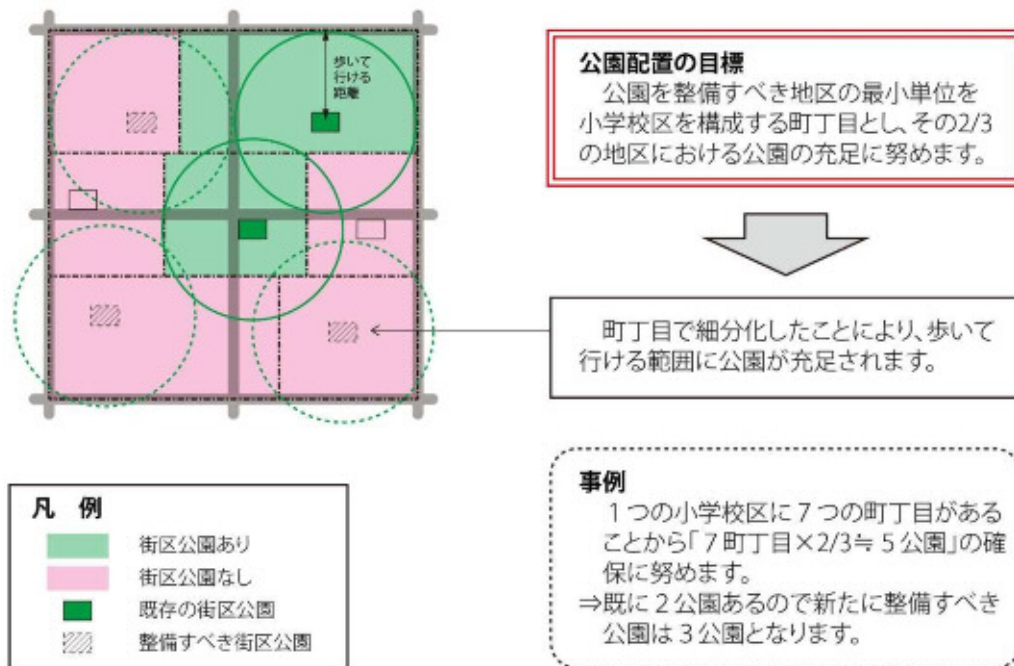 歩いて
行ける
距離
公園配置の目標
公園を整備すべき地区の最小単位を
小学校区を構成する町丁目とし、その2/3
の地区における公園の充足に努めます。
町丁目で細分化したことにより、歩いて
行ける範囲に公園が充足されます。
凡　例
街区公園あり
街区公園なし
既存の街区公園
整備すべき街区公園
事例
１つの小学校区に７つの町丁目がある
ことから「７町丁目×2/3≒５公園」の確
保に努めます。
⇒既に２公園あるので新たに整備すべき
公園は３公園となります。